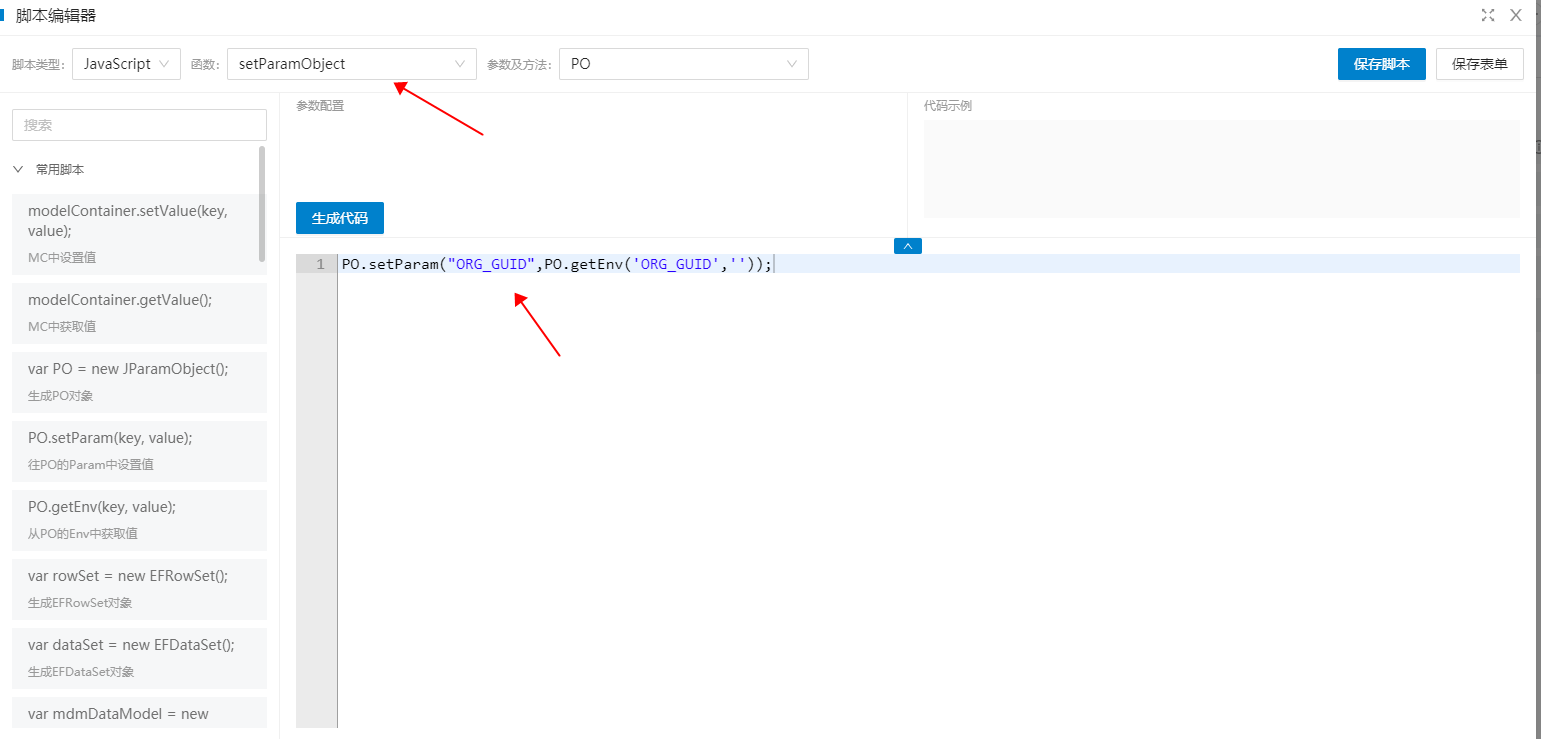 脚本编辑器
脚本类型: JavaScript 函数: setParamObject 参数及方法: PO 保存脚本 保存表单
搜索
常用脚本
modelContainer.setValue(key,
value);
MC中设置值
modelContainer.getValue();
MC中获取值
var PO = new JParamObject();
生成PO对象
PO.setParam(key, value);
往PO的Param中设置值
PO.getEnv(key, value);
从PO的Env中获取值
var rowSet = new EFRowSet();
生成EFRowSet对象
var dataSet = new EFDataSet();
生成EFDataSet对象
var mdmDataModel = new
参数配置
生成代码
代码示例
1 PO.setParam("ORG_GUID",PO.getEnv('ORG_GUID',''));